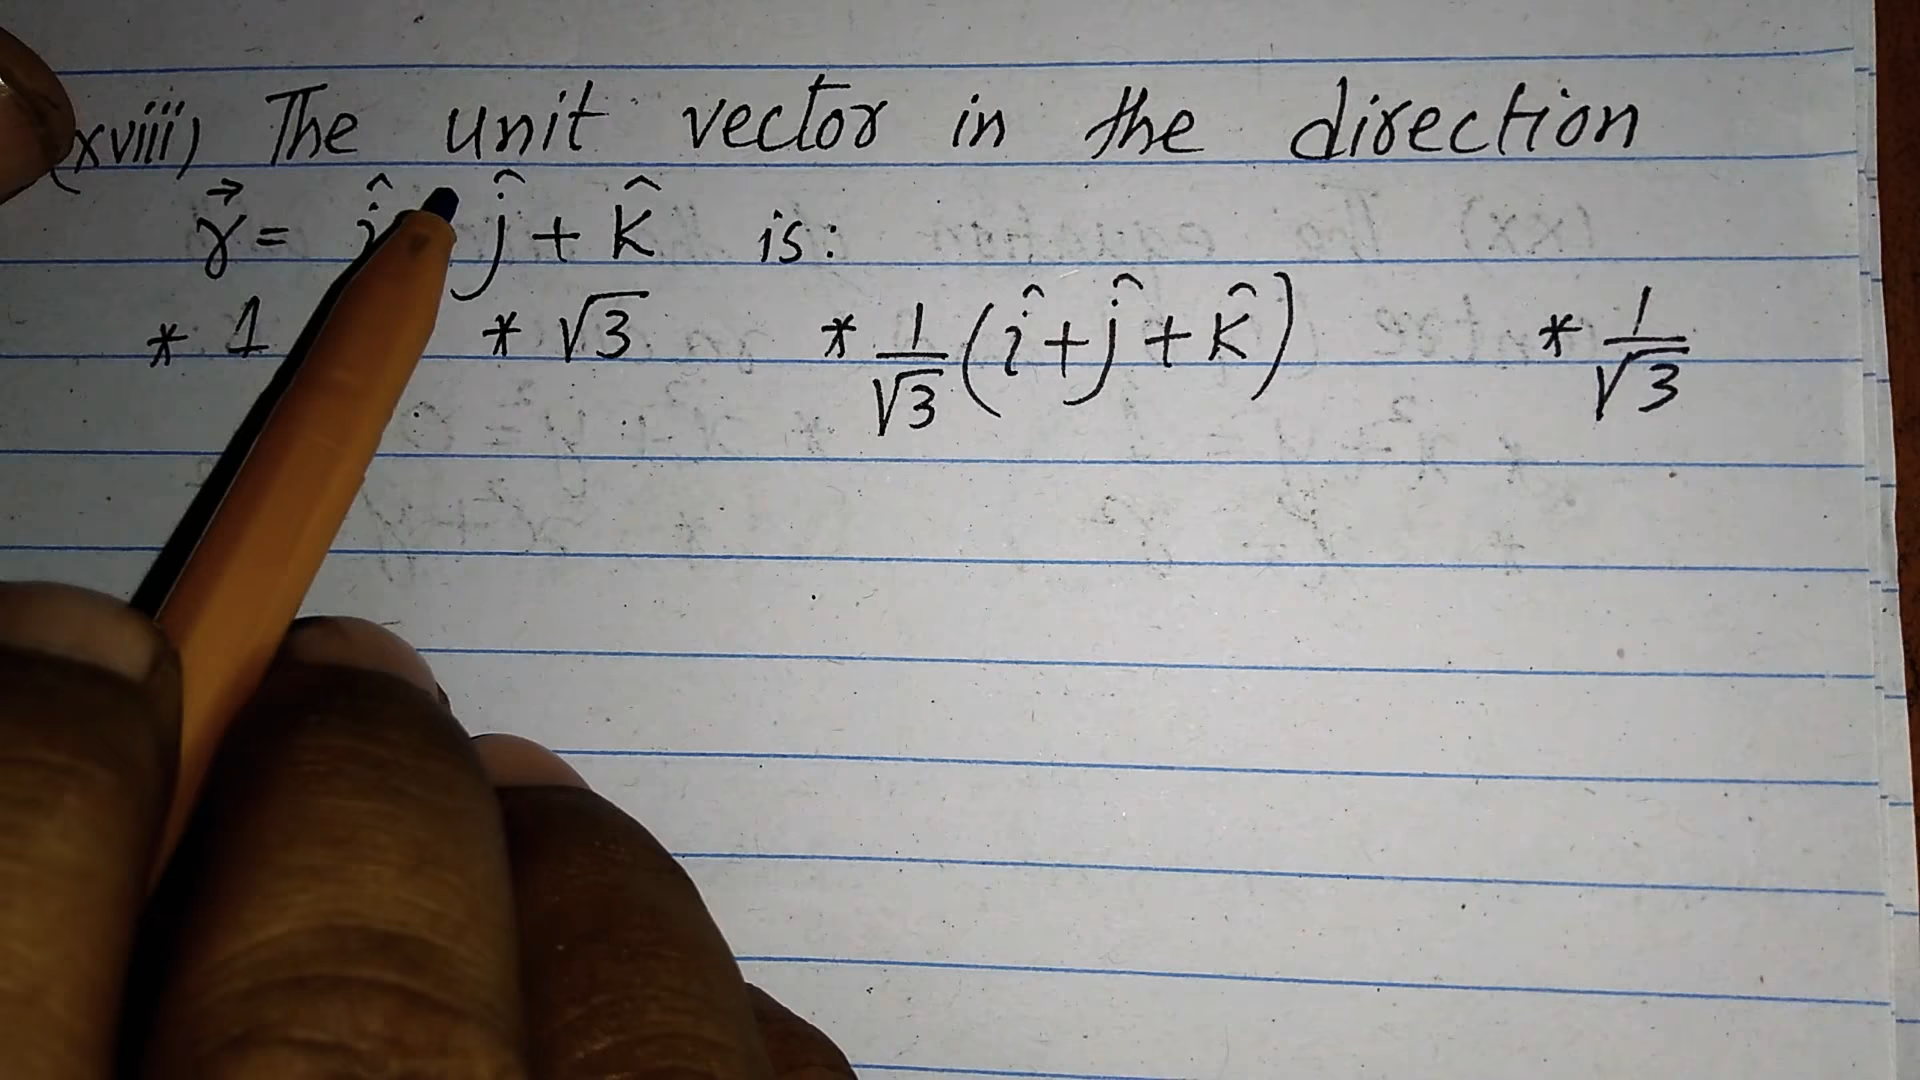 (xviii) The unit vector in the direction
r⃗ = î ĵ + k̂ is:
* 1 * √3 * 1/√3 (î + ĵ + k̂) * 1/√3